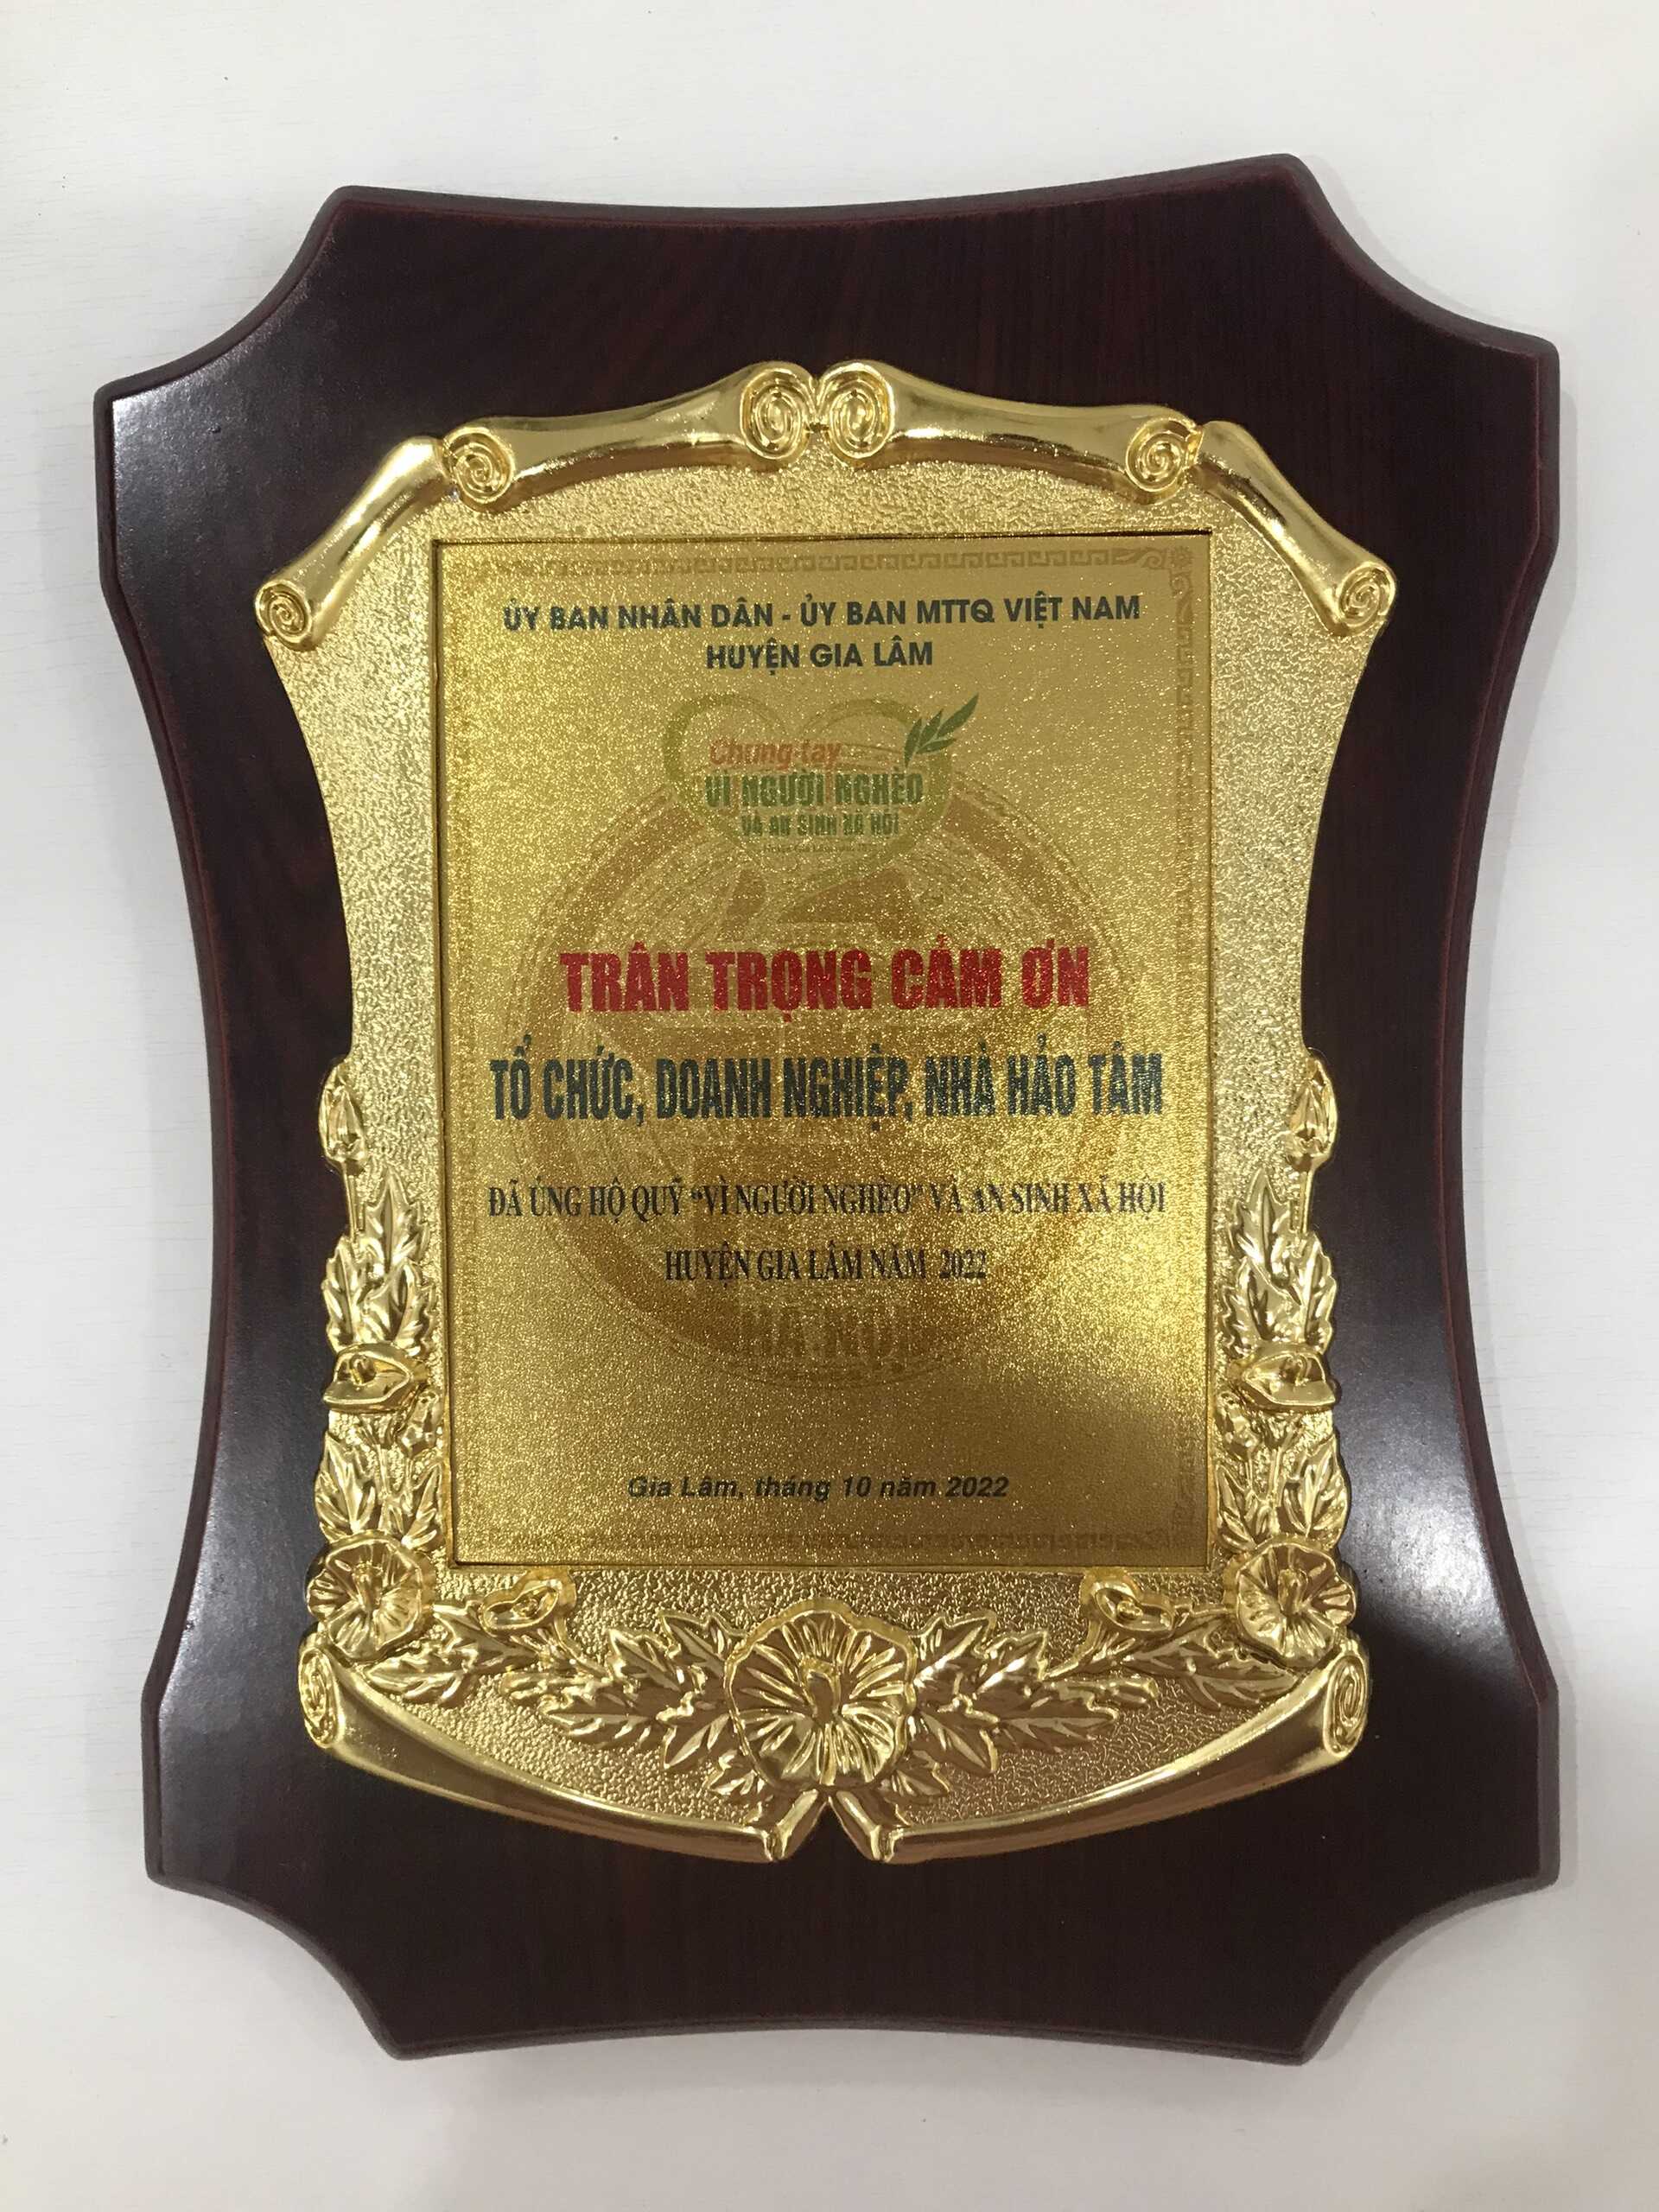 ỦY BAN NHÂN DÂN - ỦY BAN MTTQ VIỆT NAM
HUYỆN GIA LÂM
Chung tay
VÌ NGƯỜI NGHÈO
VÀ AN SINH XÃ HỘI
TRÂN TRỌNG CẢM ƠN
TỔ CHỨC, DOANH NGHIỆP, NHÀ HẢO TÂM
ĐÃ ỦNG HỘ QUỸ “VÌ NGƯỜI NGHÈO” VÀ AN SINH XÃ HỘI
HUYỆN GIA LÂM NĂM 2022
HÀ NỘI
Gia Lâm, tháng 10 năm 2022